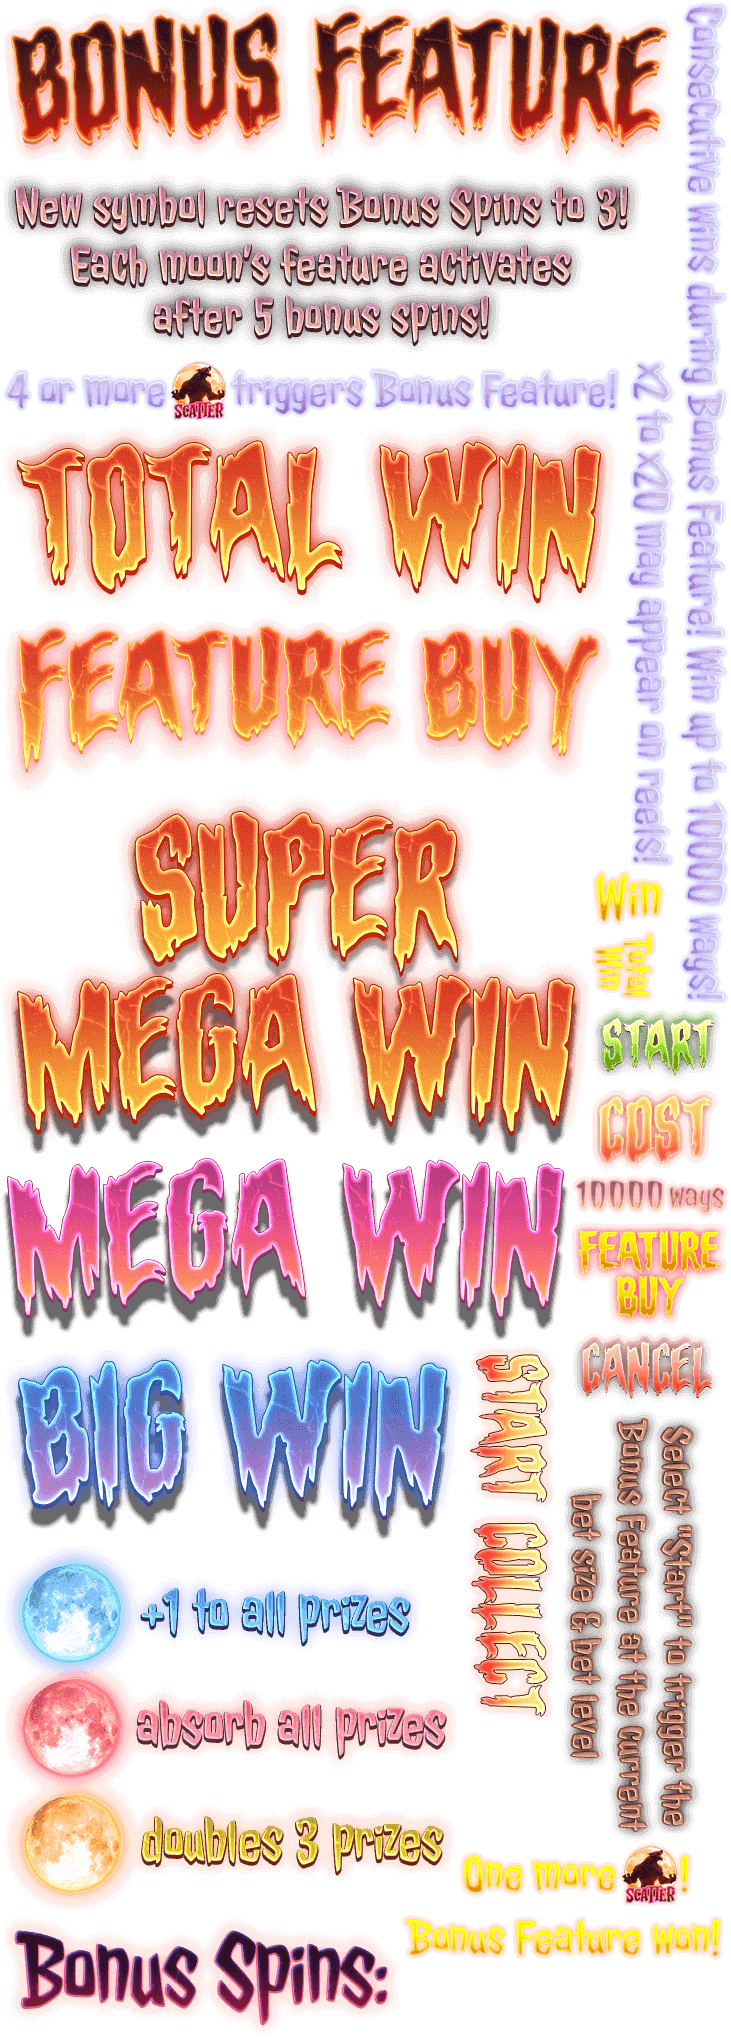 BONUS FEATURE
New symbol resets Bonus Spins to 3!
Each moon's feature activates
after 5 bonus spins!
4 or more SCATTER triggers Bonus Feature!
Consecutive wins during Bonus Feature! Win up to 10000 ways!
x2 to x20 may appear on reels!
TOTAL WIN
FEATURE BUY
SUPER
MEGA WIN
Win
Total
Win
START
COST
10000 ways
FEATURE
BUY
CANCEL
MEGA WIN
BIG WIN
START COLLECT
Select "Start" to trigger the
Bonus Feature at the current
bet size & bet level
+1 to all prizes
absorb all prizes
doubles 3 prizes
One more SCATTER!
Bonus Feature won!
Bonus Spins: